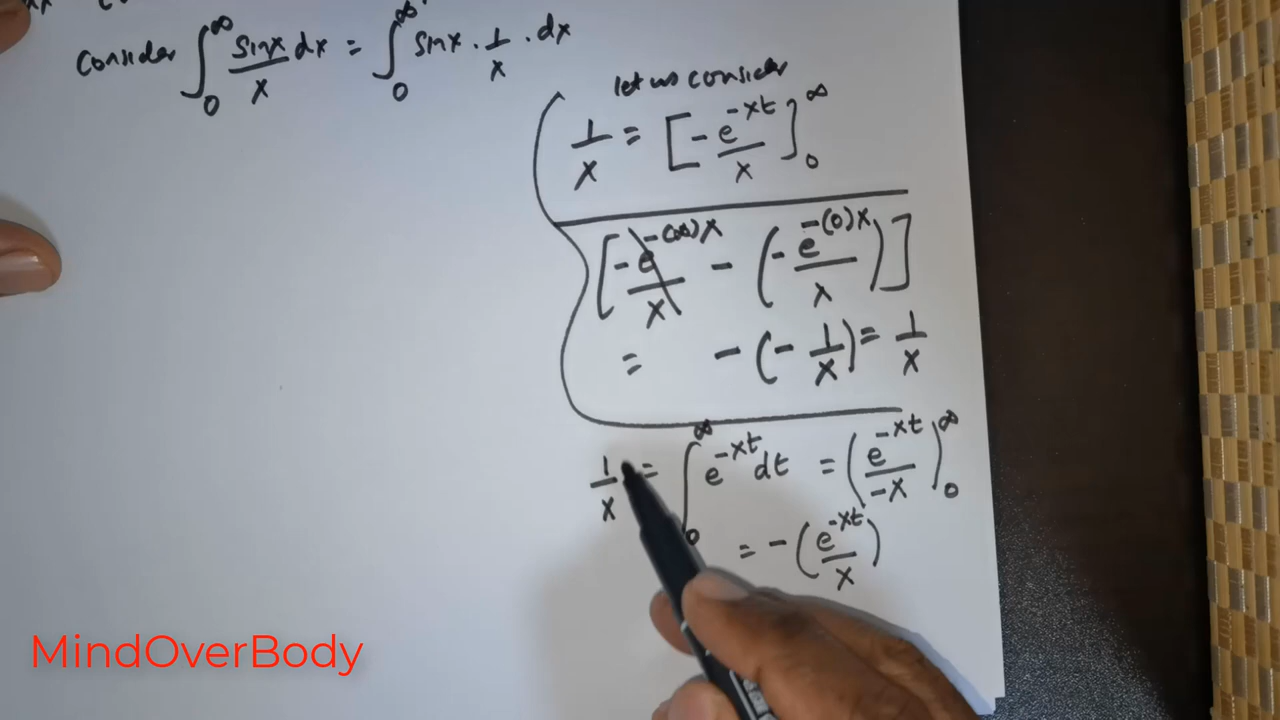 Consider ∫₀^∞ sinx/x dx = ∫₀^∞ sinx · 1/x · dx
let us consider
1/x = [-e^(-xt)/x]₀^∞
[-e^(-(∞)x)/x - (-e^(-(0)x)/x)]
= -(-1/x) = 1/x
1/x = ∫₀^∞ e^(-xt) dt = (e^(-xt)/-x)₀^∞
= -(e^(-xt)/x)
MindOverBody